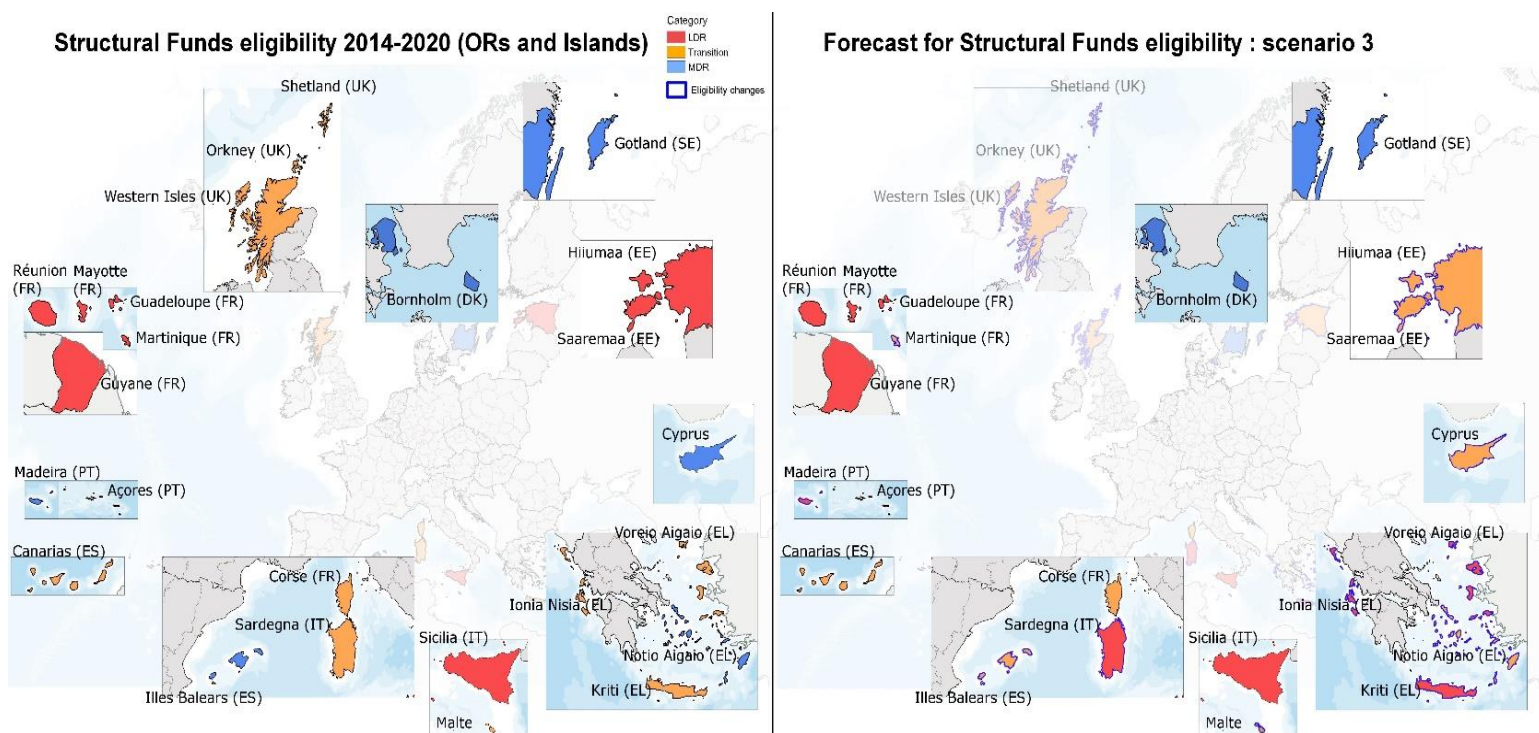 Structural Funds eligibility 2014-2020 (ORs and Islands)
Category
LDR
Transition
MDR
Eligibility changes
Shetland (UK)
Orkney (UK)
Western Isles (UK)
Gotland (SE)
Bornholm (DK)
Hiiumaa (EE)
Saaremaa (EE)
Réunion
(FR)
Mayotte
(FR)
Guadeloupe (FR)
Martinique (FR)
Guyane (FR)
Cyprus
Madeira (PT)
Açores (PT)
Canarias (ES)
Corse (FR)
Sardegna (IT)
Illes Balears (ES)
Sicilia (IT)
Malte
Voreio Aigaio (EL)
Ionia Nisia (EL)
Notio Aigaio (EL)
Kriti (EL)
Forecast for Structural Funds eligibility : scenario 3
Shetland (UK)
Orkney (UK)
Western Isles (UK)
Gotland (SE)
Bornholm (DK)
Hiiumaa (EE)
Saaremaa (EE)
Réunion
(FR)
Mayotte
(FR)
Guadeloupe (FR)
Martinique (FR)
Guyane (FR)
Cyprus
Madeira (PT)
Açores (PT)
Canarias (ES)
Corse (FR)
Sardegna (IT)
Illes Balears (ES)
Sicilia (IT)
Malte
Voreio Aigaio (EL)
Ionia Nisia (EL)
Notio Aigaio (EL)
Kriti (EL)